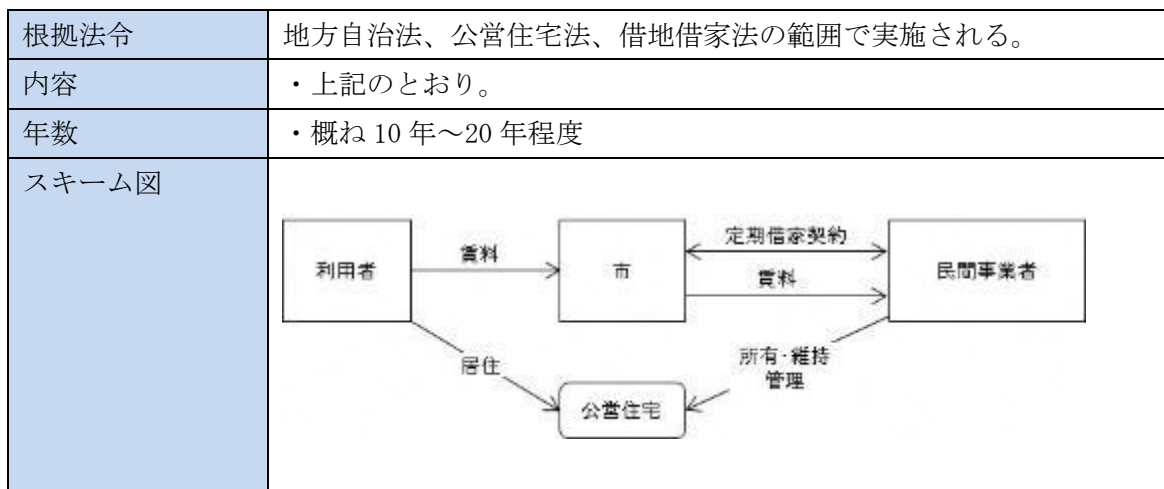 根拠法令
地方自治法、公営住宅法、借地借家法の範囲で実施される。
内容
・上記のとおり。
年数
・概ね 10 年～20 年程度
スキーム図
利用者
賃料
市
定期借家契約
賃料
民間事業者
居住
所有・維持
管理
公営住宅